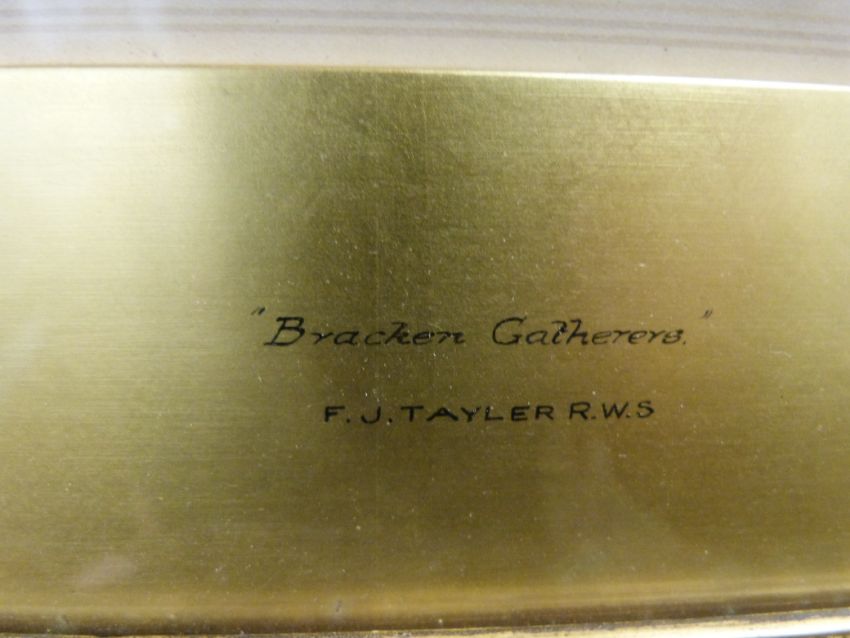 "Bracken Gatherers."
F. J. TAYLER R.W.S